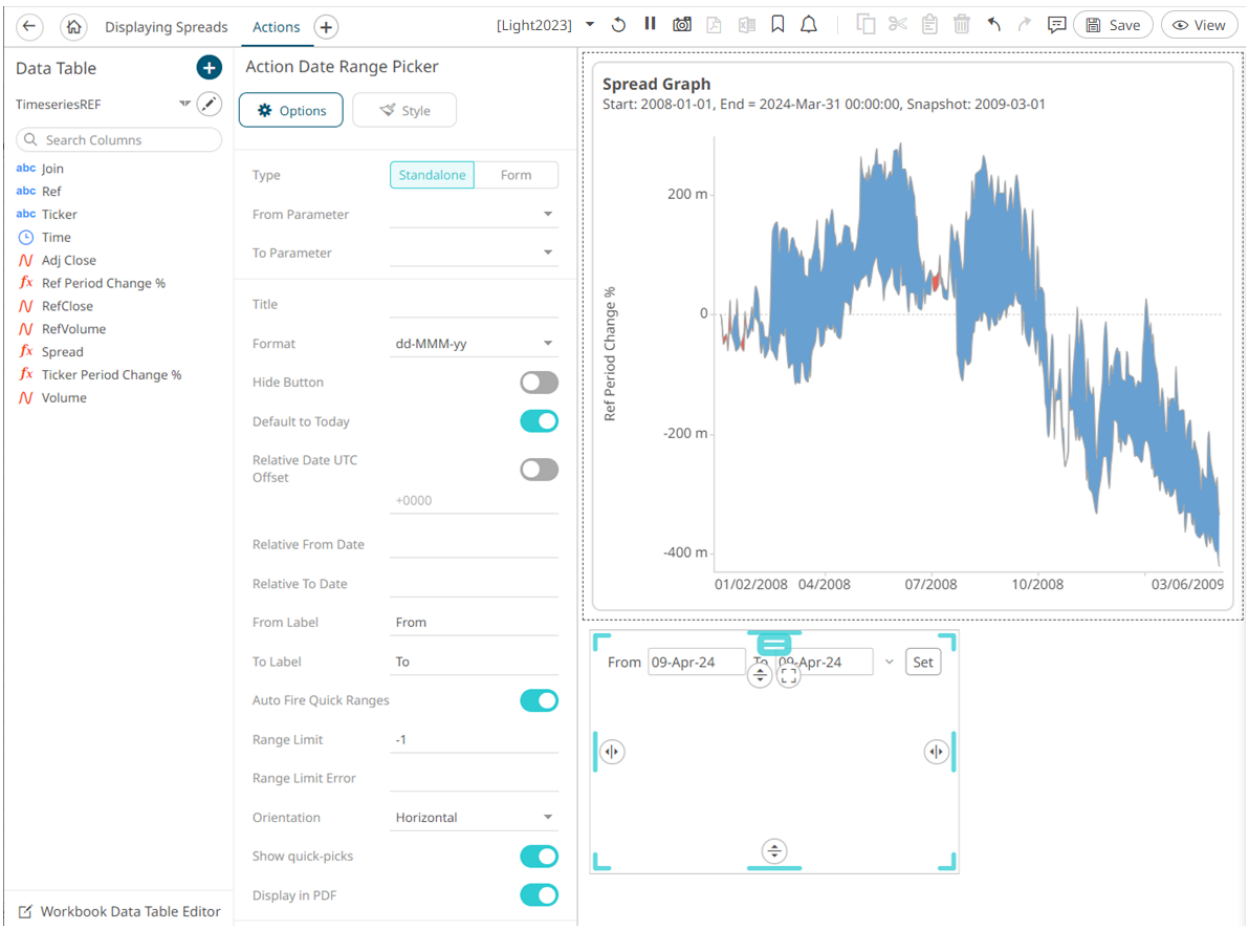 Displaying Spreads
Actions
[Light2023]
Save
View
Data Table
TimeseriesREF
Search Columns
abc Join
abc Ref
abc Ticker
Time
Adj Close
fx Ref Period Change %
RefClose
RefVolume
fx Spread
fx Ticker Period Change %
Volume
Workbook Data Table Editor
Action Date Range Picker
Options
Style
Type
Standalone
Form
From Parameter
To Parameter
Title
Format
dd-MMM-yy
Hide Button
Default to Today
Relative Date UTC
Offset
+0000
Relative From Date
Relative To Date
From Label
From
To Label
To
Auto Fire Quick Ranges
Range Limit
-1
Range Limit Error
Orientation
Horizontal
Show quick-picks
Display in PDF
Spread Graph
Start: 2008-01-01, End = 2024-Mar-31 00:00:00, Snapshot: 2009-03-01
Ref Period Change %
200 m
0
-200 m
-400 m
01/02/2008
04/2008
07/2008
10/2008
03/06/2009
From
09-Apr-24
To
09-Apr-24
Set